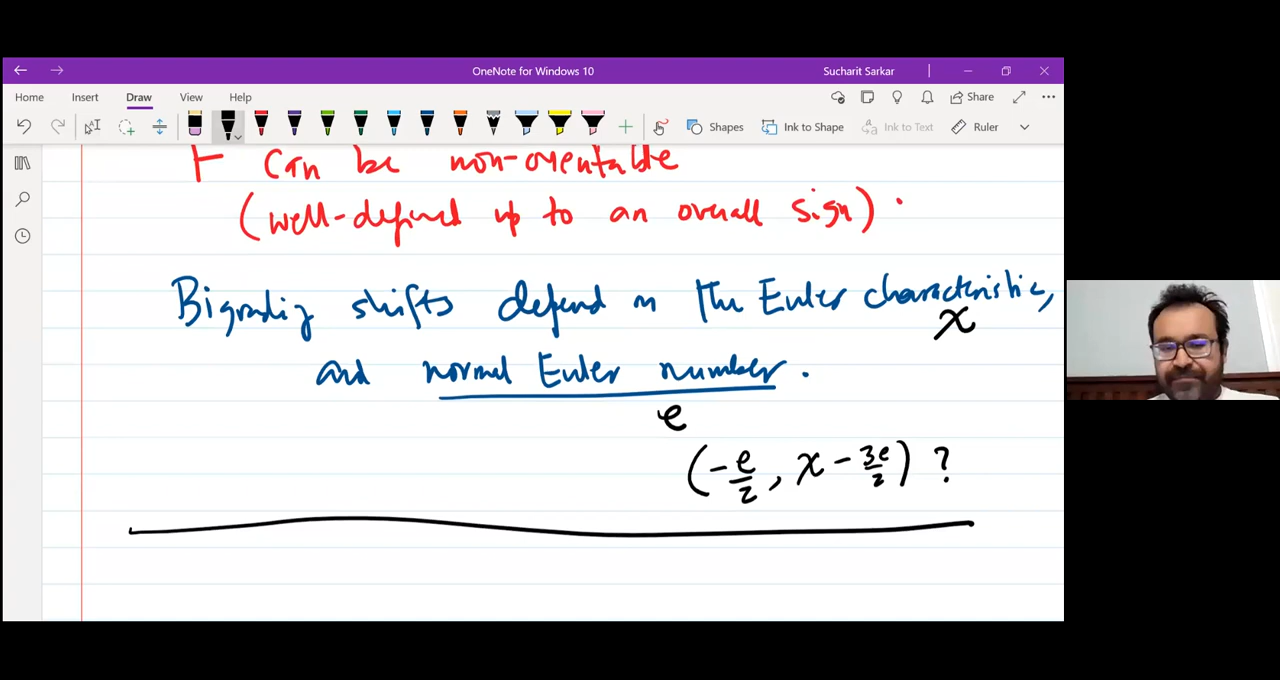 OneNote for Windows 10
Sucharit Sarkar
Home Insert Draw View Help
Share
Shapes
Ink to Shape
Ink to Text
Ruler
F can be non-orientable
(well-defined up to an overall sign).
Bigrading shifts depend on the Euler characteristic,
χ
and normal Euler number.
e
(-e/2, χ - 3e/2) ?